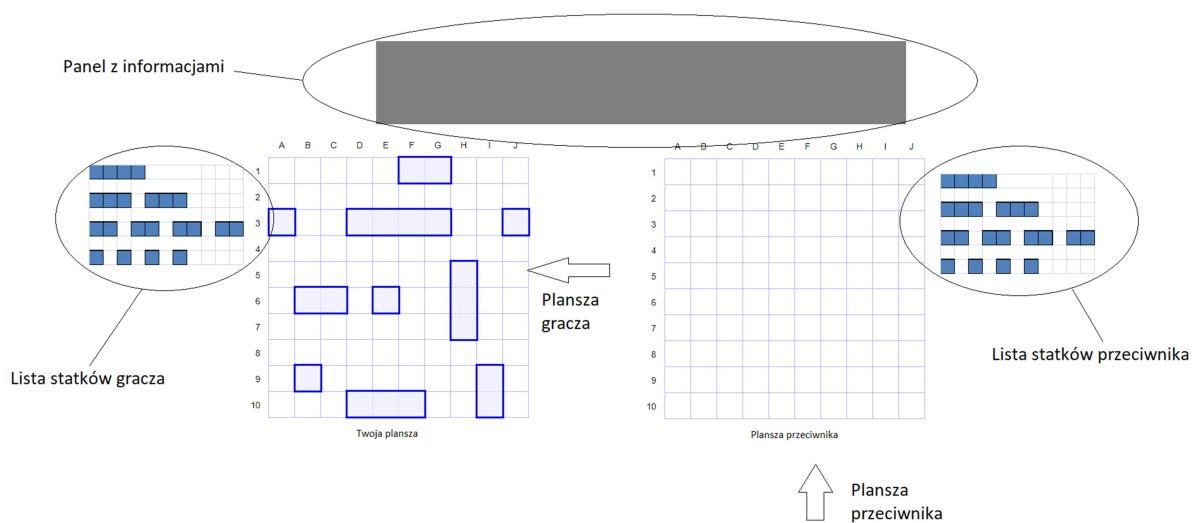 Panel z informacjami
A B C D E F G H I J
1
2
3
4
5
6
7
8
9
10
Twoja plansza
Lista statków gracza
Plansza
gracza
A B C D E F G H I J
1
2
3
4
5
6
7
8
9
10
Plansza przeciwnika
Lista statków przeciwnika
Plansza
przeciwnika